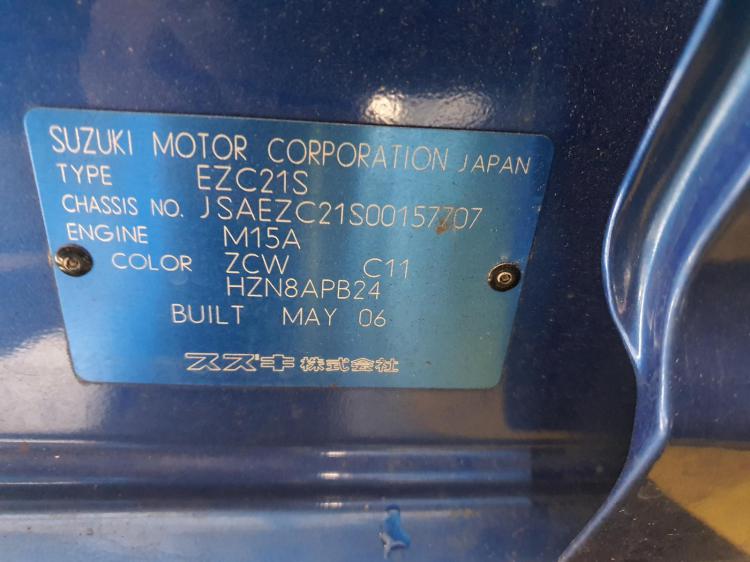 SUZUKI MOTOR CORPORATION JAPAN
TYPE EZC21S
CHASSIS NO. JSAEZC21S00157707
ENGINE M15A
COLOR ZCW C11
HZN8APB24
BUILT MAY 06
スズキ株式会社